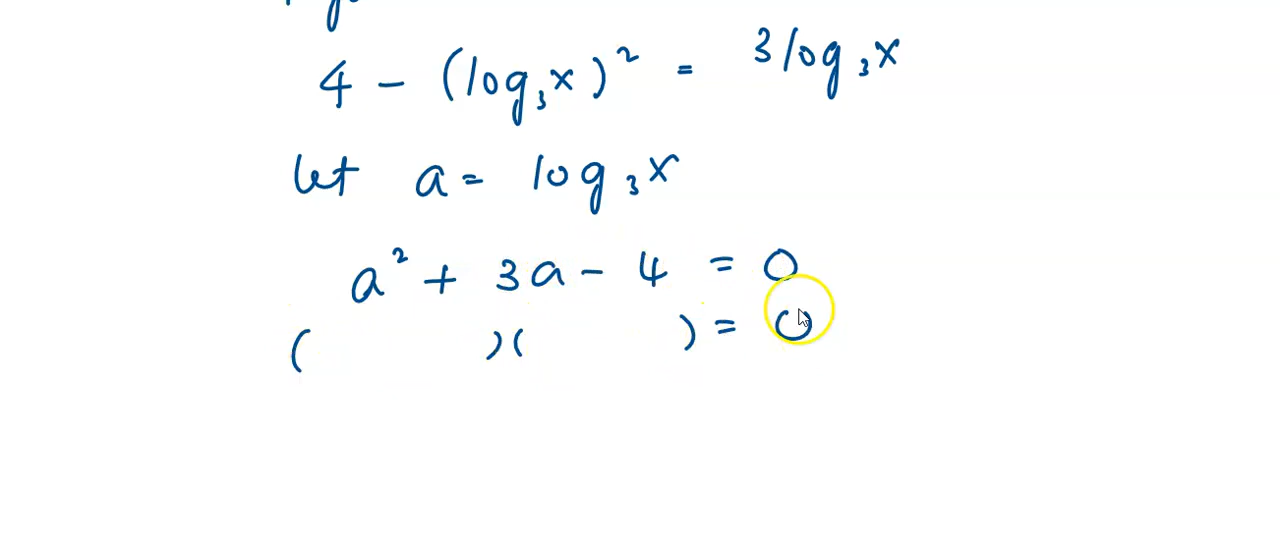 4 - (log₃x)² = 3log₃x
let a = log₃x
a² + 3a - 4 = 0
( )( ) = 0